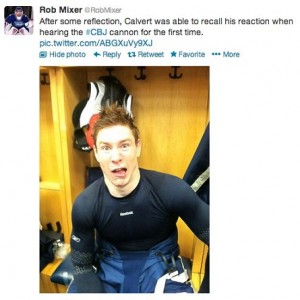 Rob Mixer @RobMixer
After some reflection, Calvert was able to recall his reaction when
hearing the #CBJ cannon for the first time.
pic.twitter.com/ABGXuVy9XJ
Hide photo Reply Retweet Favorite More
Reebok